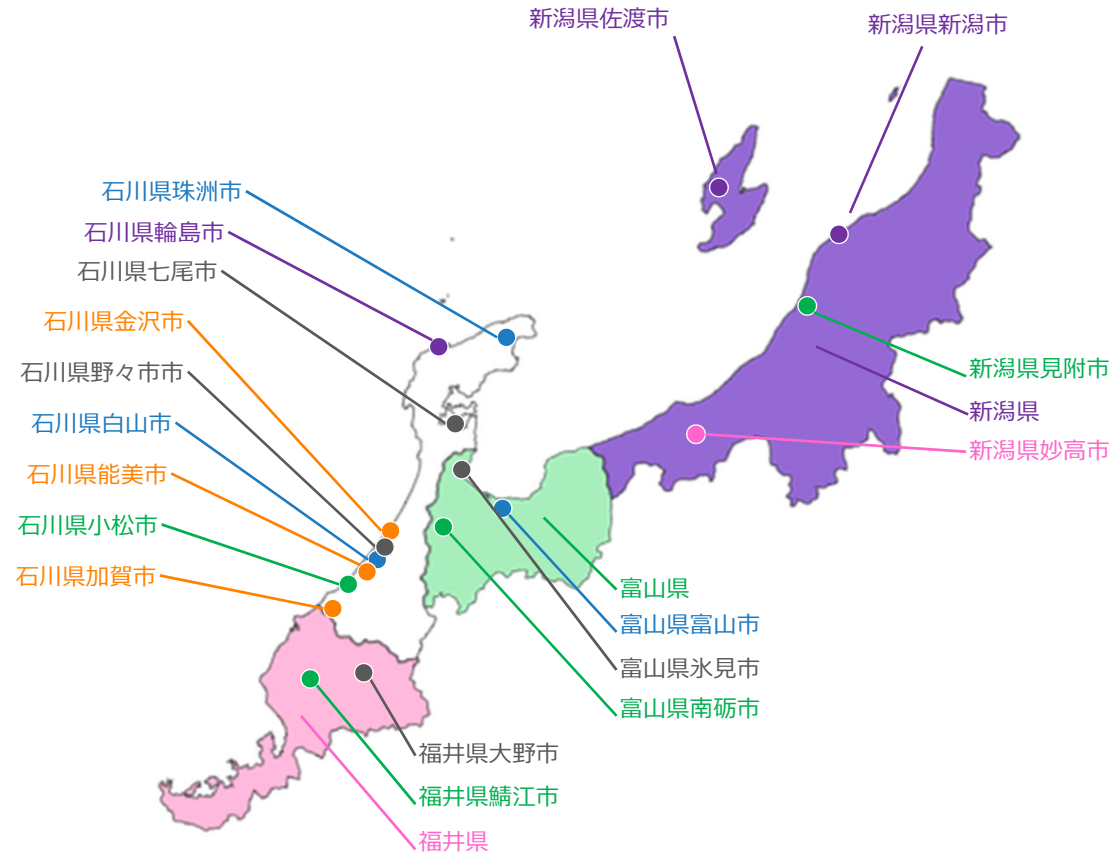 新潟県佐渡市
新潟県新潟市
石川県珠洲市
石川県輪島市
石川県七尾市
石川県金沢市
石川県野々市市
石川県白山市
石川県能美市
石川県小松市
石川県加賀市
新潟県見附市
新潟県
新潟県妙高市
富山県
富山県富山市
富山県氷見市
富山県南砺市
福井県大野市
福井県鯖江市
福井県